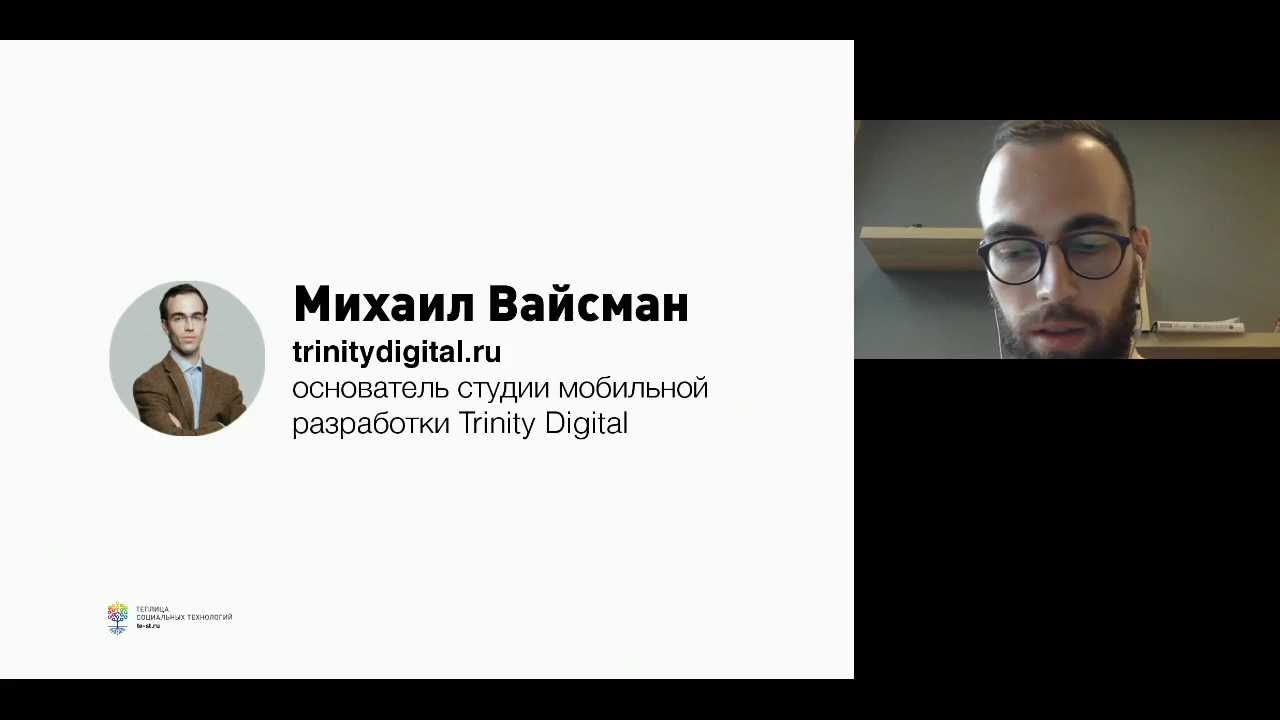 Михаил Вайсман
trinitydigital.ru
основатель студии мобильной
разработки Trinity Digital
ТЕПЛИЦА
СОЦИАЛЬНЫХ ТЕХНОЛОГИЙ
te-st.ru